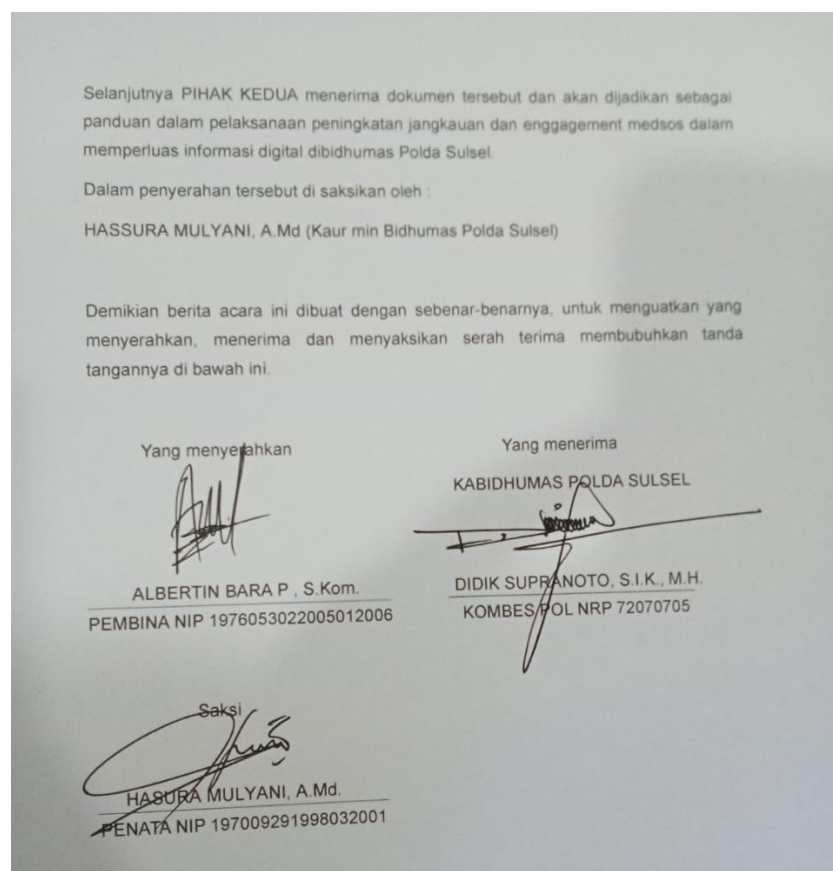 Selanjutnya PIHAK KEDUA menerima dokumen tersebut dan akan dijadikan sebagai
panduan dalam pelaksanaan peningkatan jangkauan dan enggagement medsos dalam
memperluas informasi digital dibidhumas Polda Sulsel.
Dalam penyerahan tersebut di saksikan oleh :
HASSURA MULYANI, A.Md (Kaur min Bidhumas Polda Sulsel)
Demikian berita acara ini dibuat dengan sebenar-benarnya, untuk menguatkan yang
menyerahkan, menerima dan menyaksikan serah terima membubuhkan tanda
tangannya di bawah ini.
Yang menyerahkan
ALBERTIN BARA P , S.Kom.
PEMBINA NIP 1976053022005012006
Yang menerima
KABIDHUMAS POLDA SULSEL
DIDIK SUPRANOTO, S.I.K., M.H.
KOMBES POL NRP 72070705
Saksi
HASURA MULYANI, A.Md.
PENATA NIP 197009291998032001